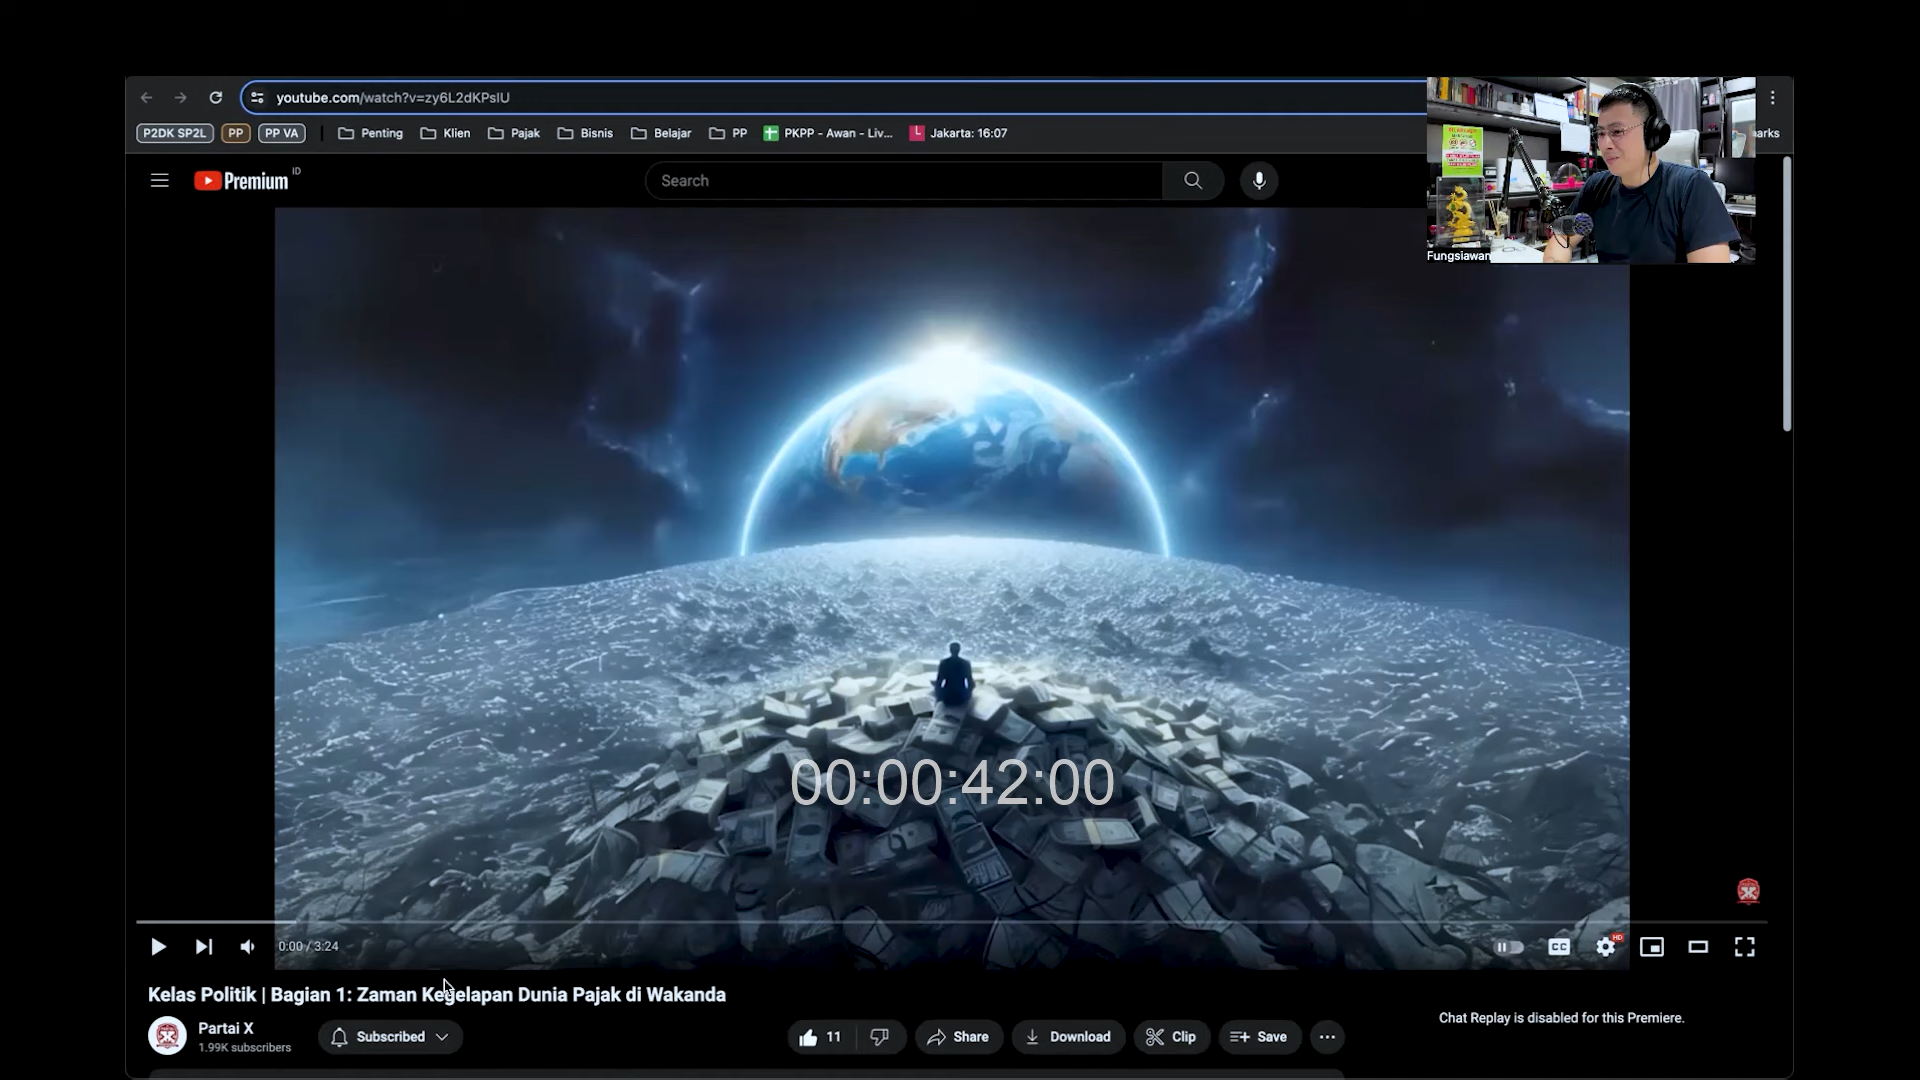 youtube.com/watch?v=zy6L2dKPsIU
P2DK SP2L PP PP VA Penting Klien Pajak Bisnis Belajar PP PKPP - Awan - Liv... Jakarta: 16:07 arks
Premium ID
Search
Fungsiawan
00:00:42:00
0:00 / 3:24
CC HD
Kelas Politik | Bagian 1: Zaman Kegelapan Dunia Pajak di Wakanda
Chat Replay is disabled for this Premiere.
Partai X
1.99K subscribers
Subscribed
11 Share Download Clip Save